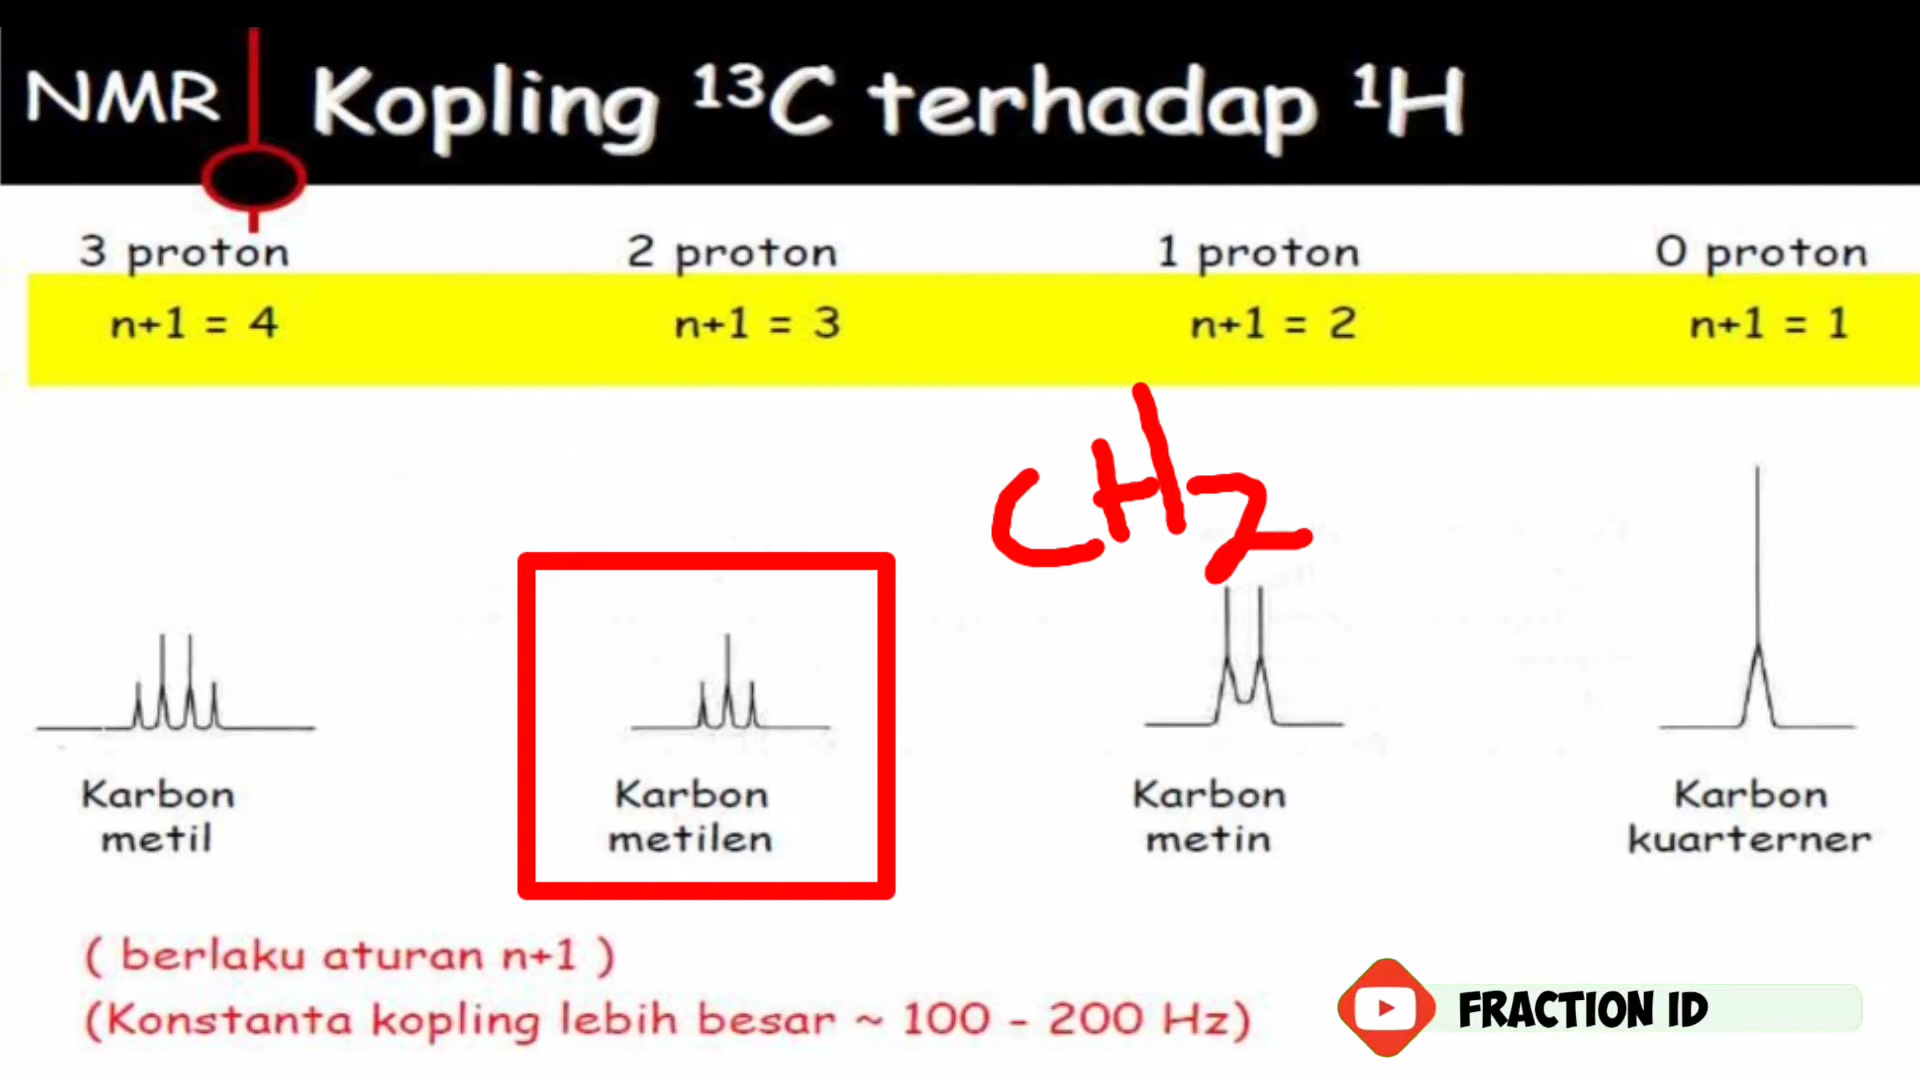 NMR
Kopling ¹³C terhadap ¹H
3 proton
2 proton
1 proton
0 proton
n+1 = 4
n+1 = 3
n+1 = 2
n+1 = 1
CH2
Karbon
metil
Karbon
metilen
Karbon
metin
Karbon
kuarterner
( berlaku aturan n+1 )
(Konstanta kopling lebih besar ~ 100 - 200 Hz)
FRACTION ID